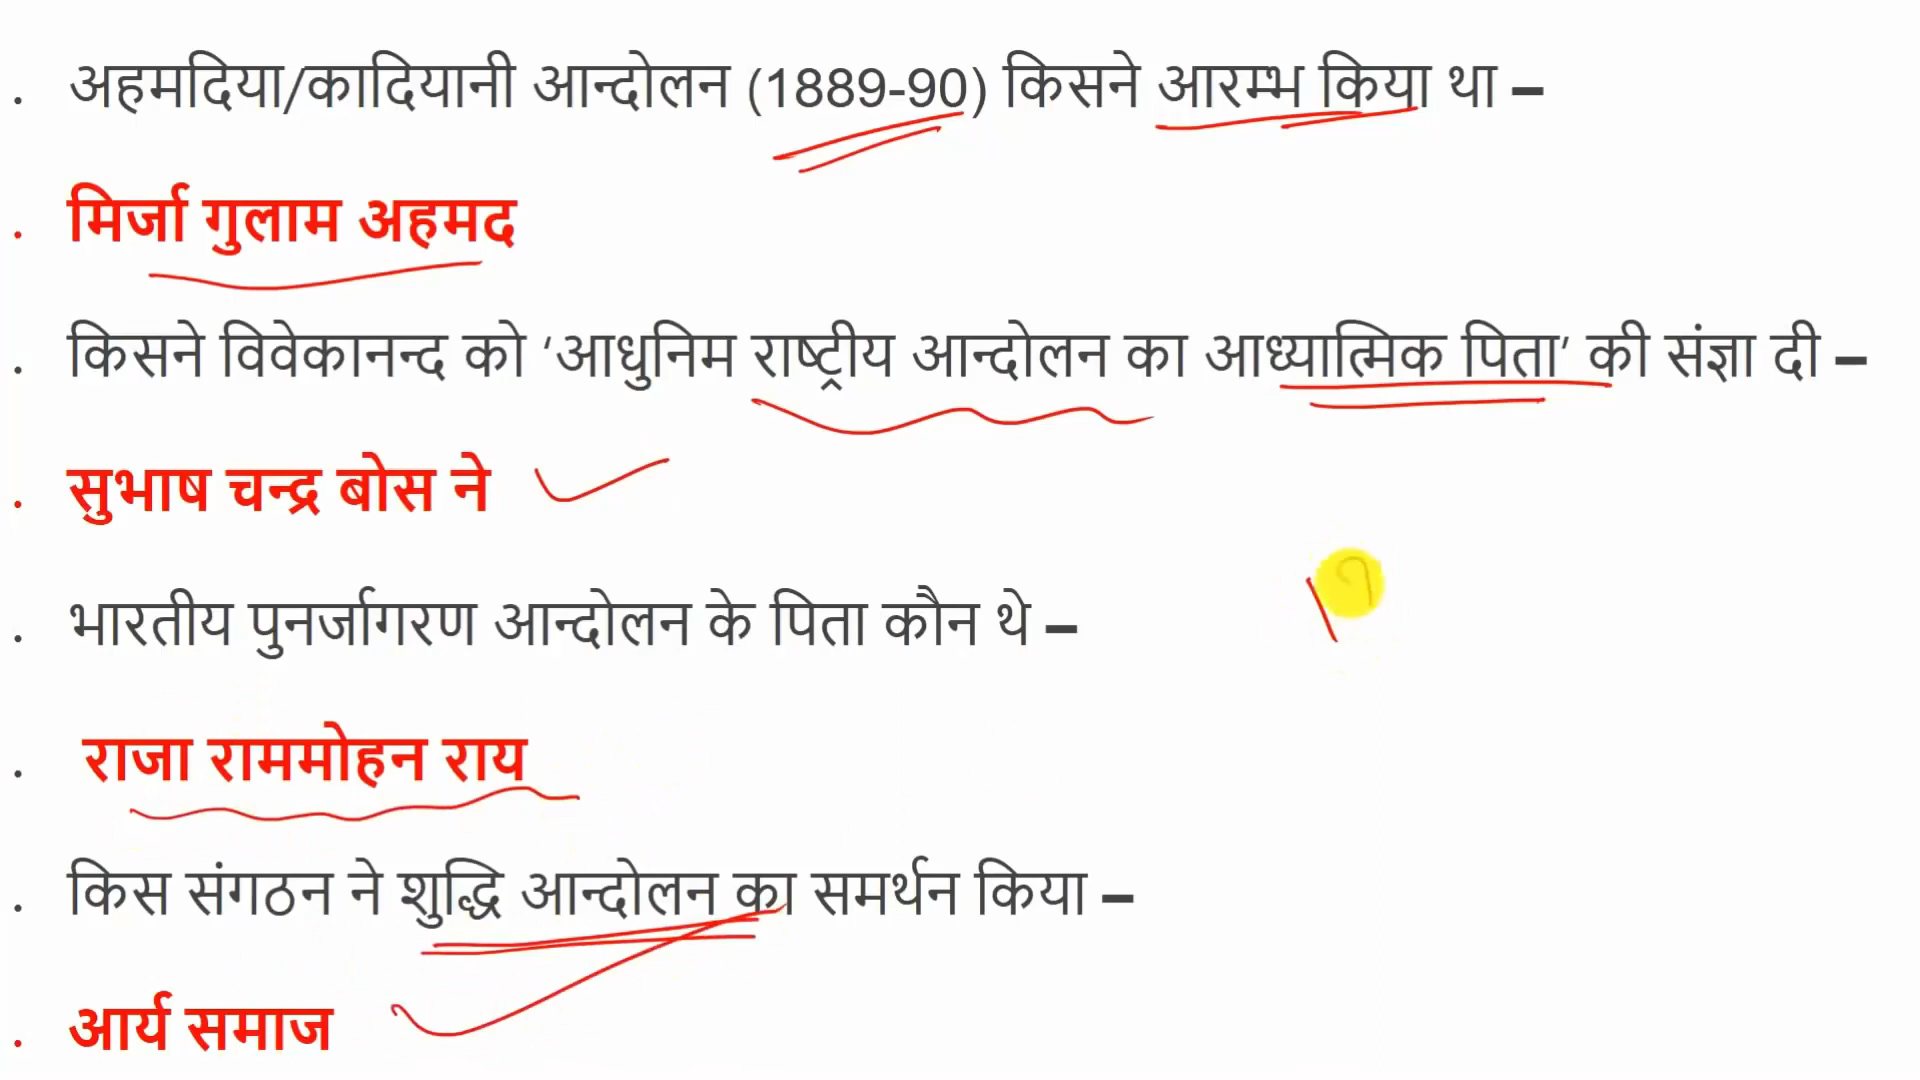 . अहमदिया/कादियानी आन्दोलन (1889-90) किसने आरम्भ किया था –
. मिर्जा गुलाम अहमद
. किसने विवेकानन्द को ‘आधुनिम राष्ट्रीय आन्दोलन का आध्यात्मिक पिता’ की संज्ञा दी –
. सुभाष चन्द्र बोस ने
. भारतीय पुनर्जागरण आन्दोलन के पिता कौन थे –
. राजा राममोहन राय
. किस संगठन ने शुद्धि आन्दोलन का समर्थन किया –
. आर्य समाज